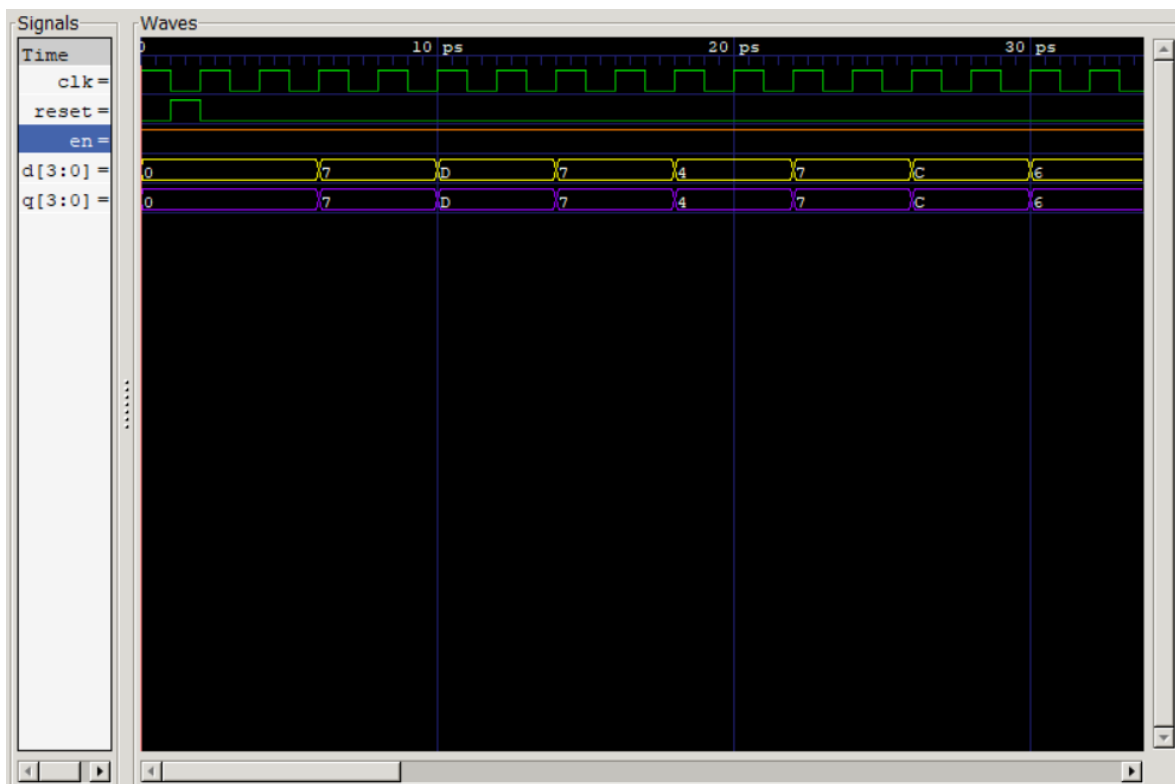 Signals Waves
Time 0 10 ps 20 ps 30 ps
clk=
reset=
en=
d[3:0]= 0 7 D 7 4 7 C 6
q[3:0]= 0 7 D 7 4 7 C 6